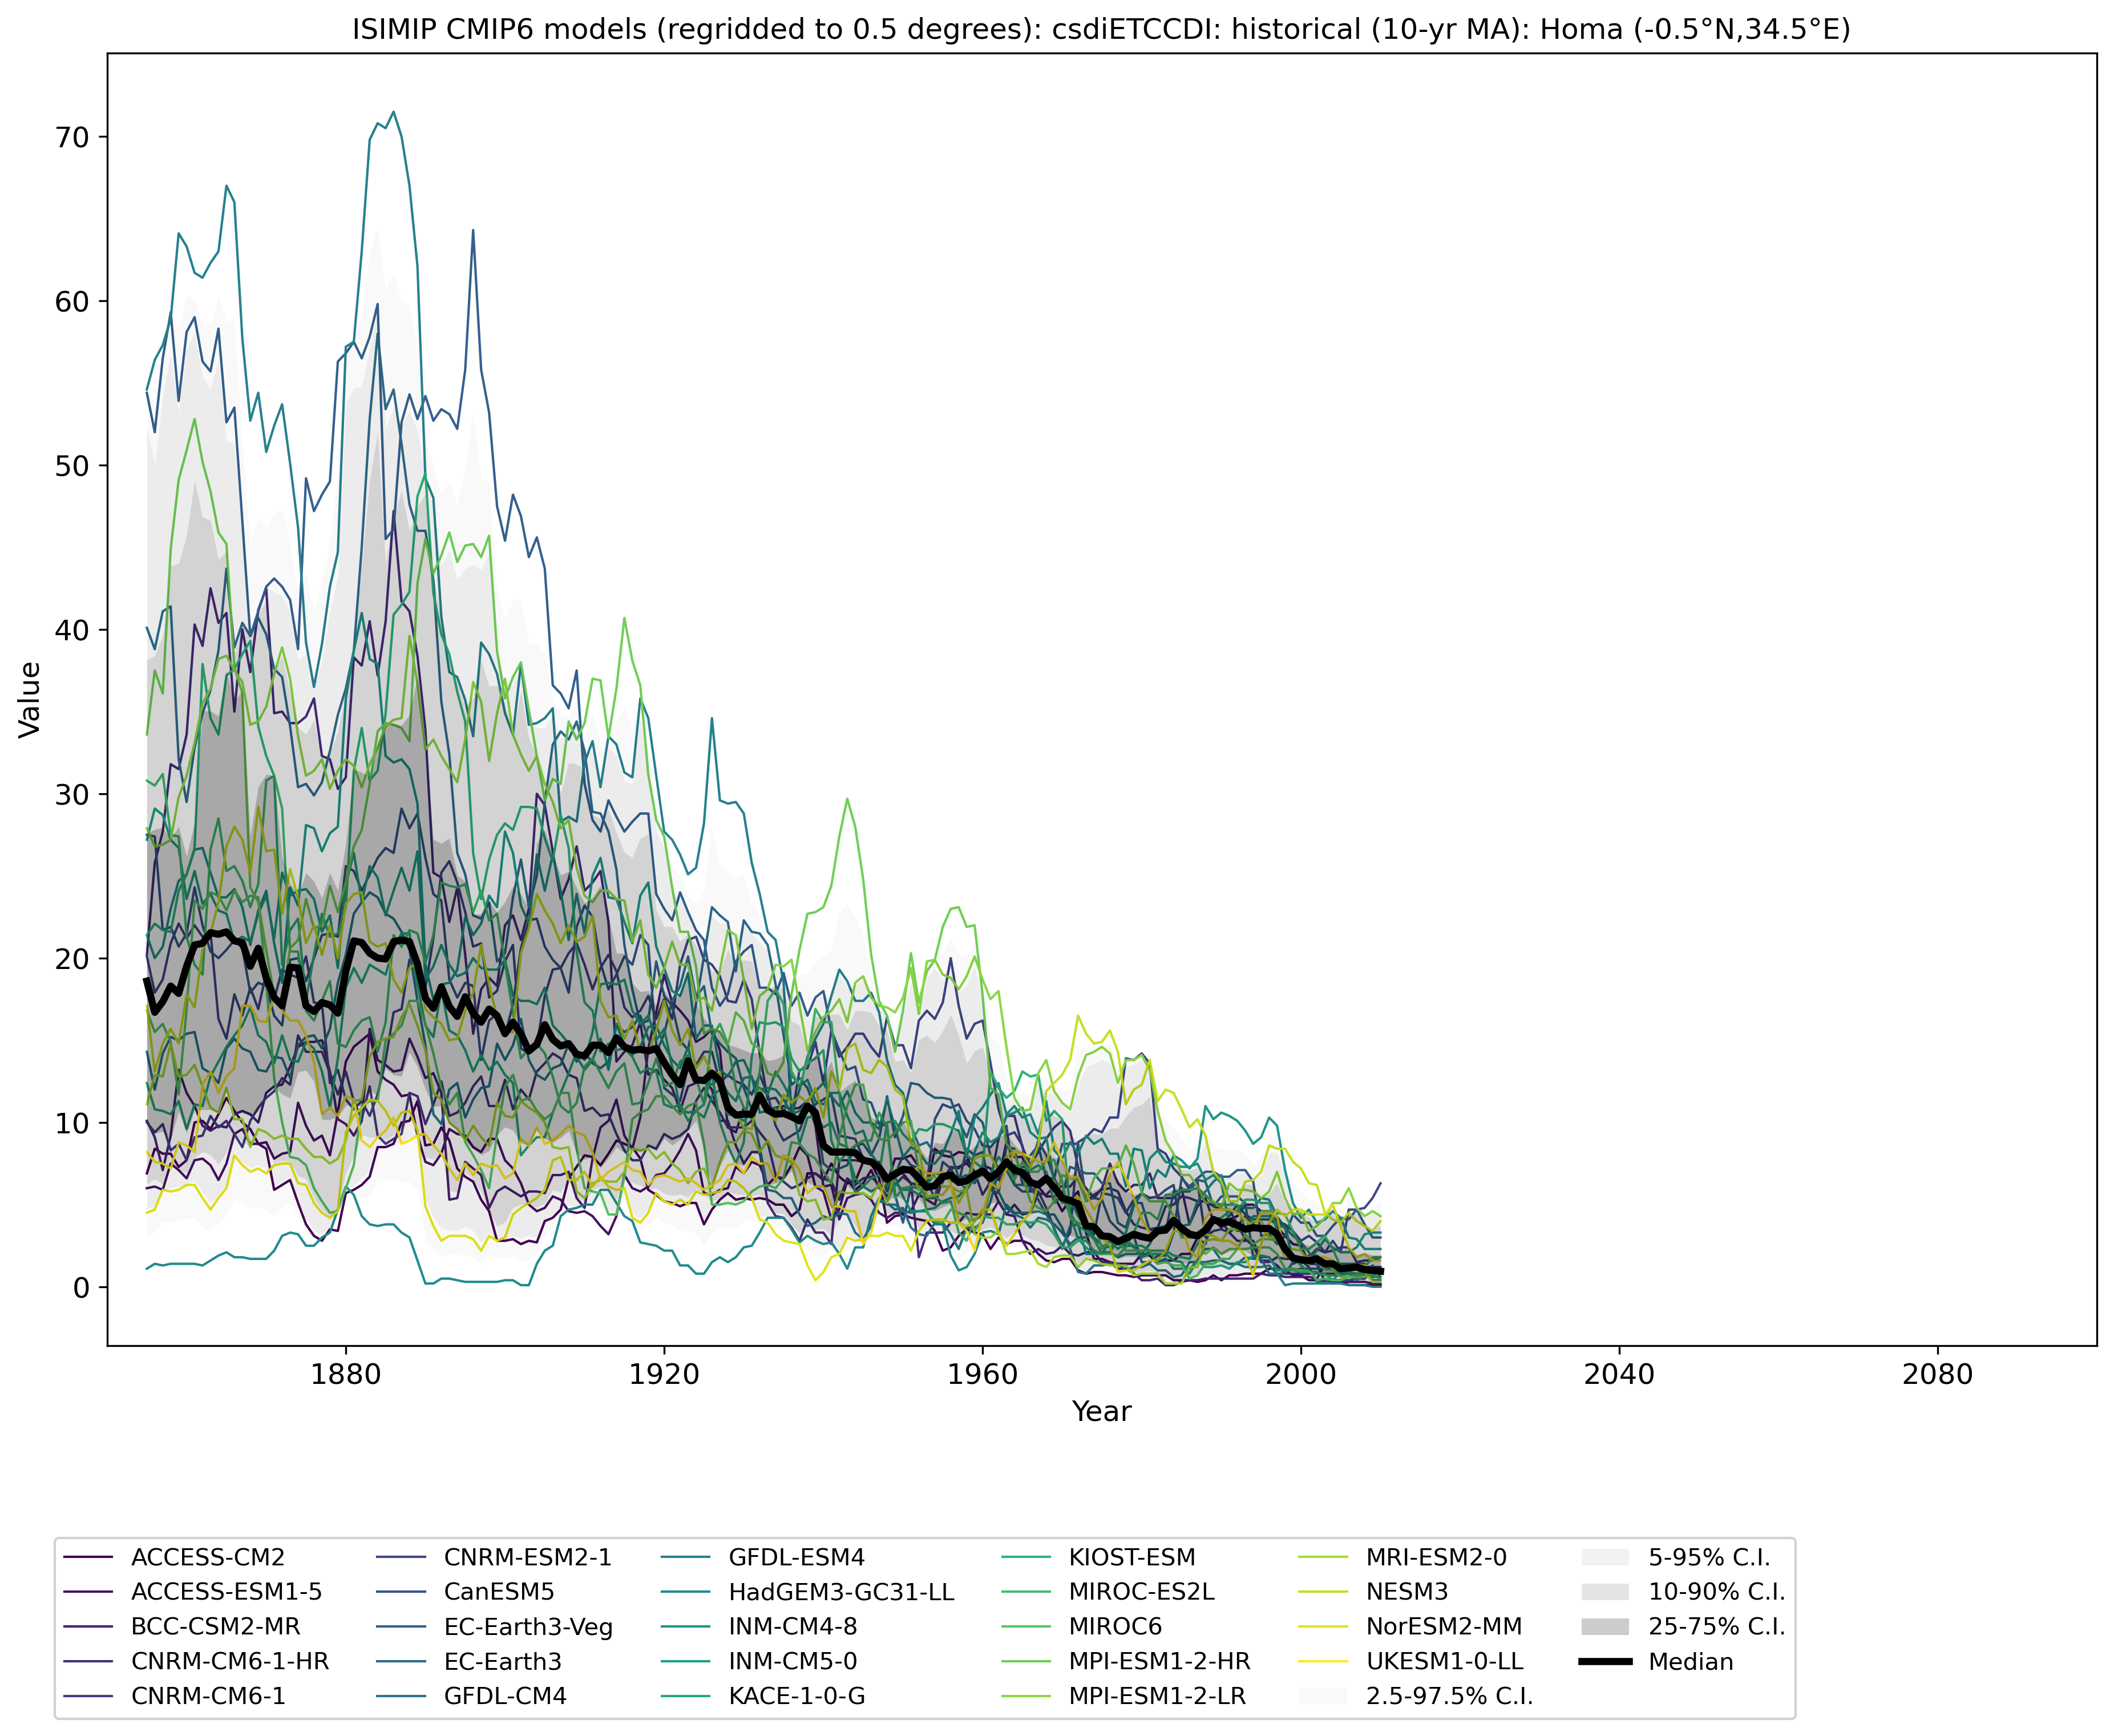 ISIMIP CMIP6 models (regridded to 0.5 degrees): csdiETCCDI: historical (10-yr MA): Homa (-0.5°N,34.5°E)
70
60
50
40
30
20
10
0
Value
1880 1920 1960 2000 2040 2080
Year
ACCESS-CM2
ACCESS-ESM1-5
BCC-CSM2-MR
CNRM-CM6-1-HR
CNRM-CM6-1
CNRM-ESM2-1
CanESM5
EC-Earth3-Veg
EC-Earth3
GFDL-CM4
GFDL-ESM4
HadGEM3-GC31-LL
INM-CM4-8
INM-CM5-0
KACE-1-0-G
KIOST-ESM
MIROC-ES2L
MIROC6
MPI-ESM1-2-HR
MPI-ESM1-2-LR
MRI-ESM2-0
NESM3
NorESM2-MM
UKESM1-0-LL
2.5-97.5% C.I.
5-95% C.I.
10-90% C.I.
25-75% C.I.
Median